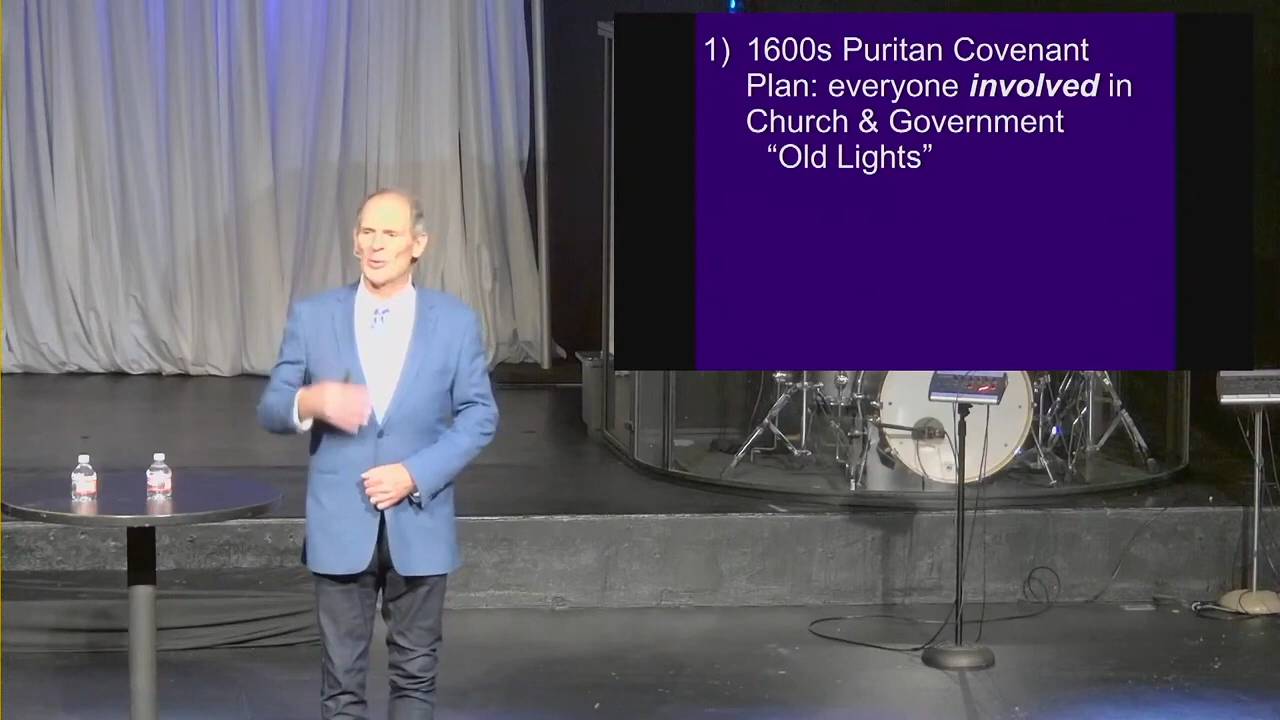 1) 1600s Puritan Covenant
Plan: everyone involved in
Church & Government
“Old Lights”